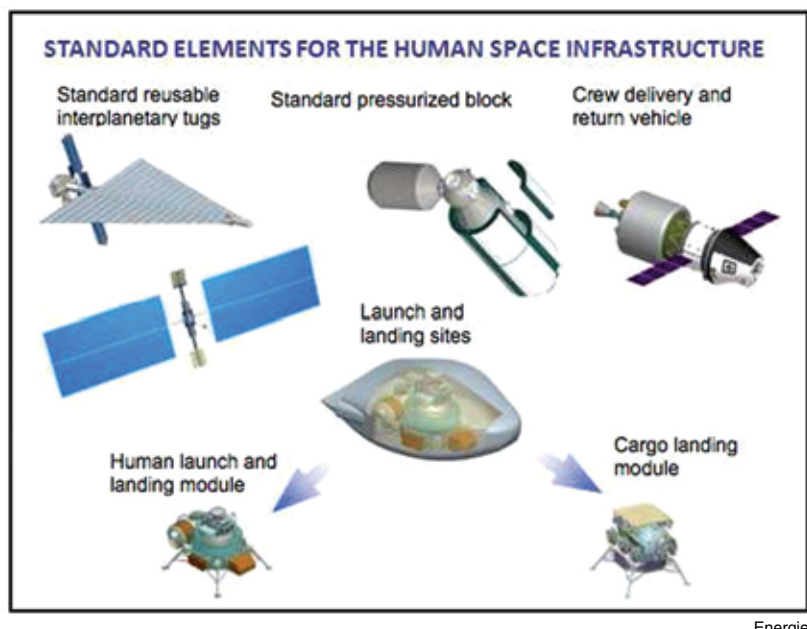 STANDARD ELEMENTS FOR THE HUMAN SPACE INFRASTRUCTURE
Standard reusable
interplanetary tugs
Standard pressurized block
Crew delivery and
return vehicle
Launch and
landing sites
Human launch and
landing module
Cargo landing
module
Energie